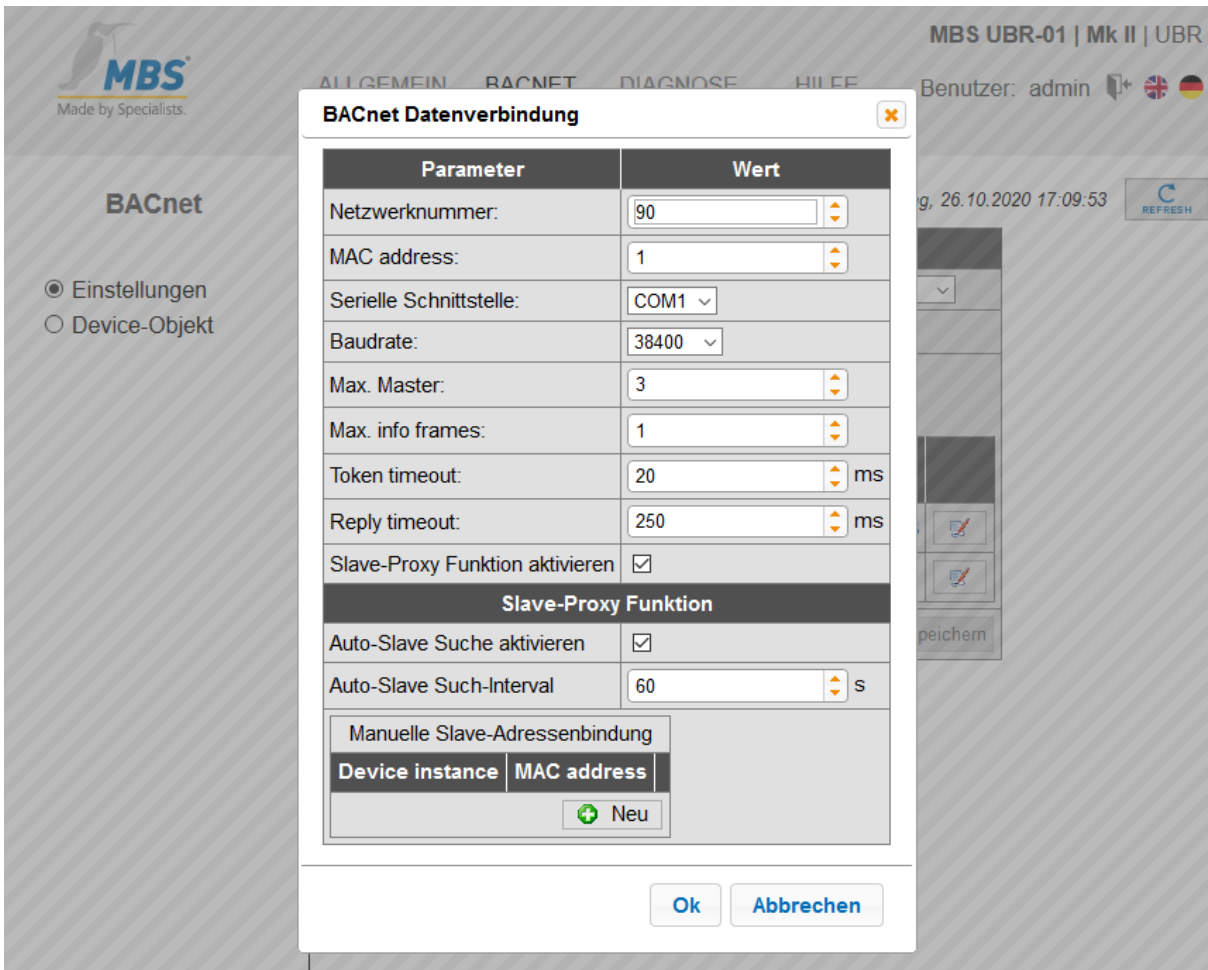 MBS UBR-01 | Mk II | UBR
MBS
Made by Specialists.
ALLGEMEIN BACNET DIAGNOSE HILFE
Benutzer: admin
BACnet Datenverbindung
BACnet
Einstellungen
Device-Objekt
g, 26.10.2020 17:09:53
REFRESH
Parameter Wert
Netzwerknummer: 90
MAC address: 1
Serielle Schnittstelle: COM1
Baudrate: 38400
Max. Master: 3
Max. info frames: 1
Token timeout: 20 ms
Reply timeout: 250 ms
Slave-Proxy Funktion aktivieren
Slave-Proxy Funktion
Auto-Slave Suche aktivieren
Auto-Slave Such-Interval 60 s
Manuelle Slave-Adressenbindung
Device instance MAC address
Neu
peichern
Ok Abbrechen